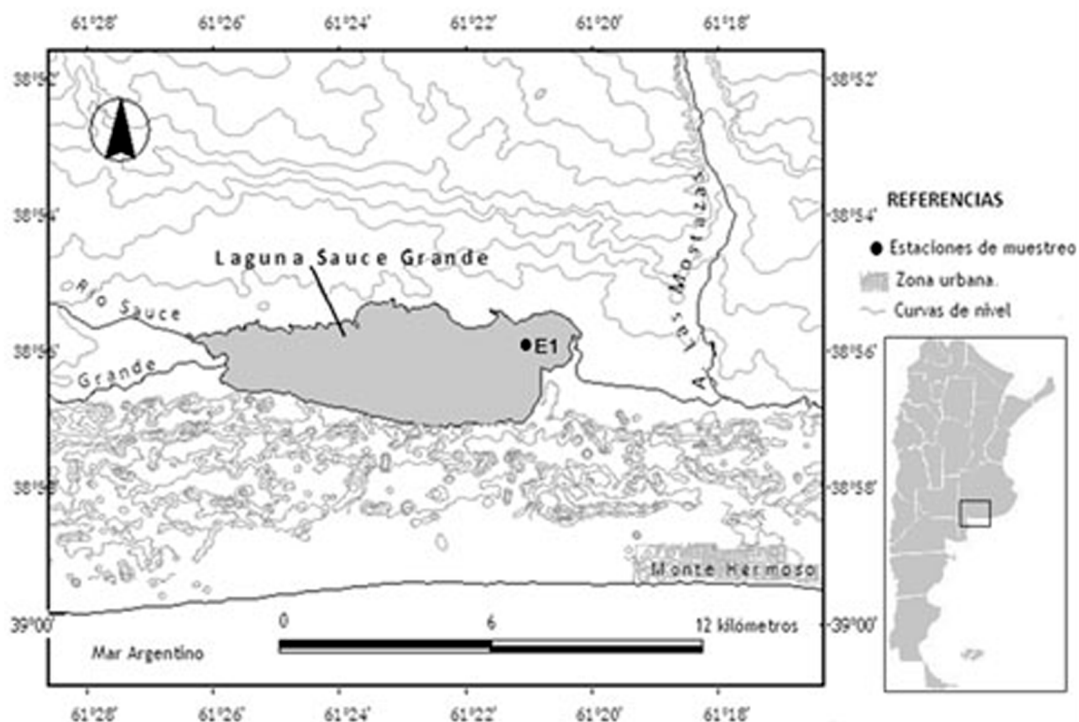 61°28' 61°26' 61°24' 61°22' 61°20' 61°18'
38°52' 38°52'
38°54' 38°54'
38°56' 38°56'
38°58' 38°58'
39°00' 39°00'
Laguna Sauce Grande
Río Sauce
Grande
E1
A Las Mostazas
Monte Hermoso
0 6 12 kilómetros
Mar Argentino
61°28' 61°26' 61°24' 61°22' 61°20' 61°18'
REFERENCIAS
Estaciones de muestreo
Zona urbana.
Curvas de nivel